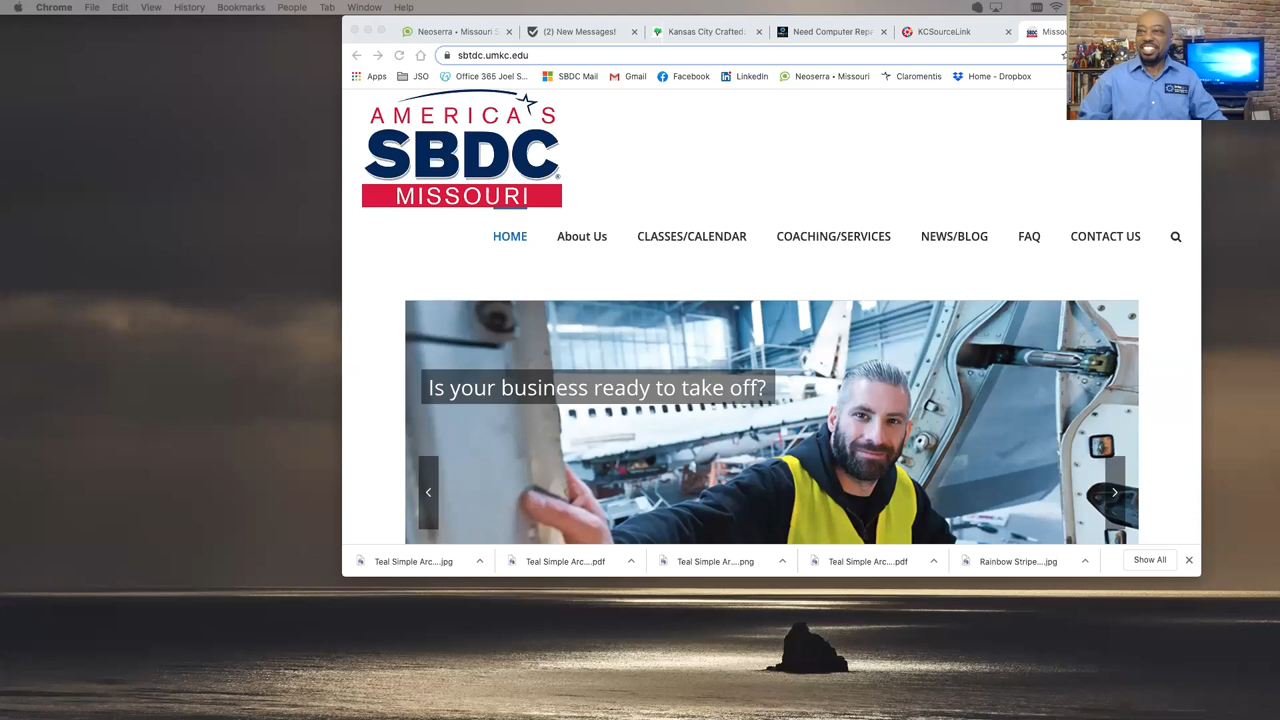 Chrome File Edit View History Bookmarks People Tab Window Help
Neoserra – Missouri S
(2) New Messages!
Kansas City Crafted:
Need Computer Repa
KCSourceLink
Misso
sbtdc.umkc.edu
Apps JSO Office 365 Joel S... SBDC Mail Gmail Facebook LinkedIn Neoserra • Missouri Claromentis Home - Dropbox
AMERICA'S
SBDC
MISSOURI
HOME About Us CLASSES/CALENDAR COACHING/SERVICES NEWS/BLOG FAQ CONTACT US
Is your business ready to take off?
Teal Simple Arc....jpg Teal Simple Arc....pdf Teal Simple Ar....png Teal Simple Arc....pdf Rainbow Stripe....jpg Show All